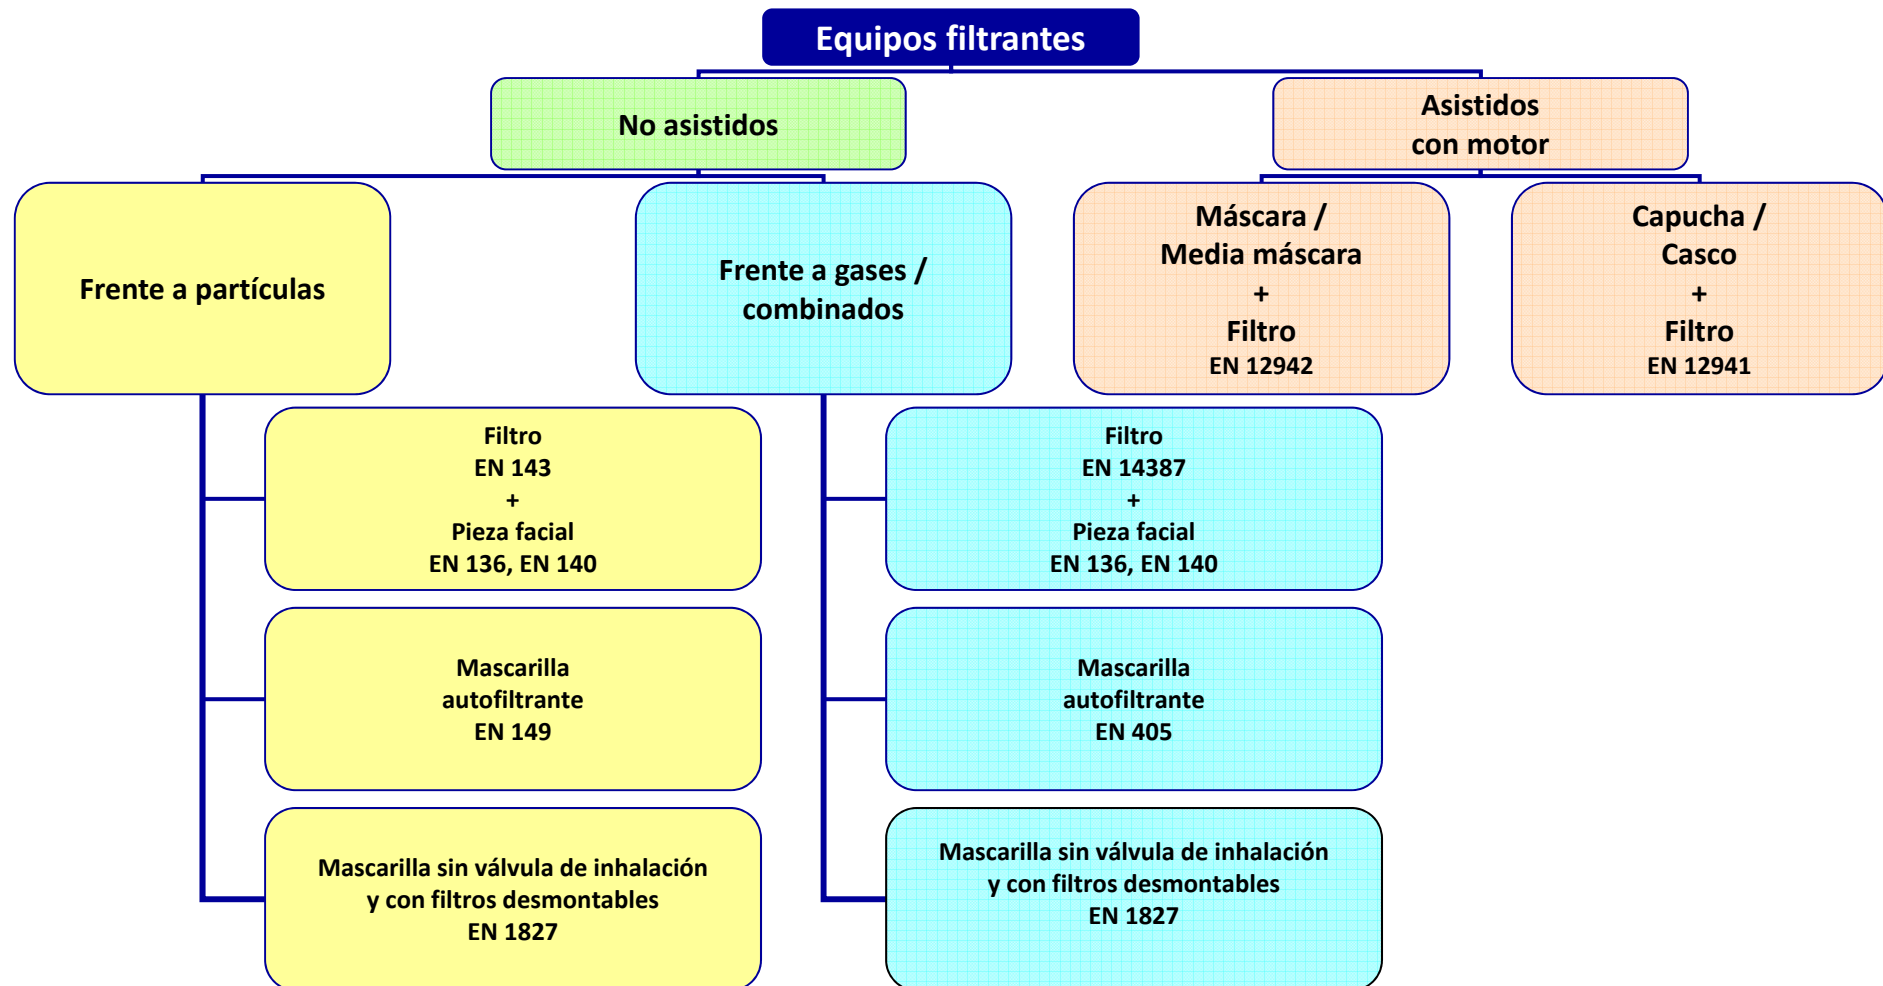 Equipos filtrantes
No asistidos
Asistidos
con motor
Frente a partículas
Frente a gases /
combinados
Máscara /
Media máscara
+
Filtro
EN 12942
Capucha /
Casco
+
Filtro
EN 12941
Filtro
EN 143
+
Pieza facial
EN 136, EN 140
Filtro
EN 14387
+
Pieza facial
EN 136, EN 140
Mascarilla
autofiltrante
EN 149
Mascarilla
autofiltrante
EN 405
Mascarilla sin válvula de inhalación
y con filtros desmontables
EN 1827
Mascarilla sin válvula de inhalación
y con filtros desmontables
EN 1827